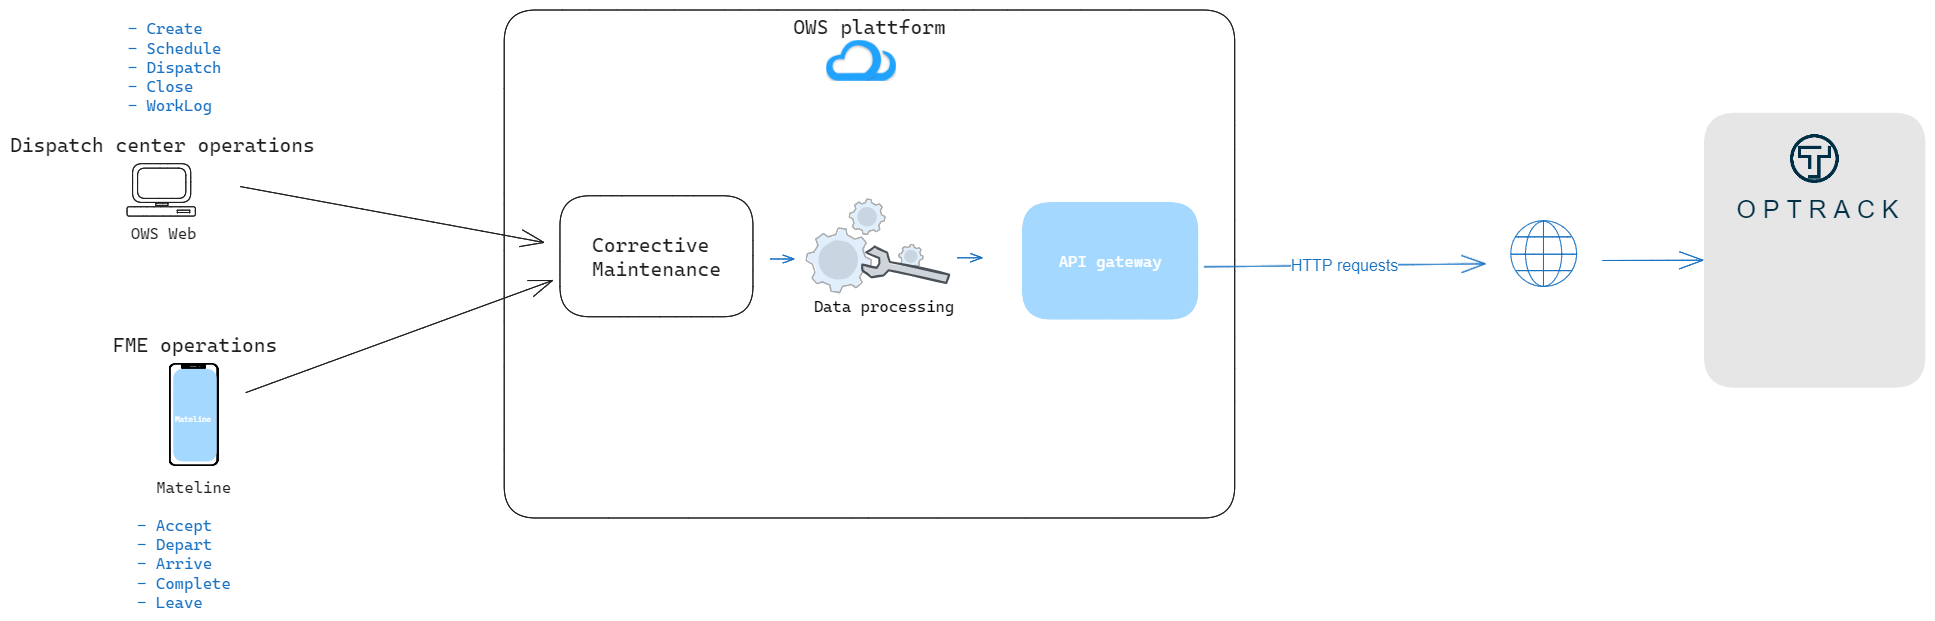 - Create
- Schedule
- Dispatch
- Close
- WorkLog
Dispatch center operations
OWS Web
FME operations
Mateline
Mateline
- Accept
- Depart
- Arrive
- Complete
- Leave
OWS plattform
Corrective
Maintenance
Data processing
API gateway
HTTP requests
OPTRACK